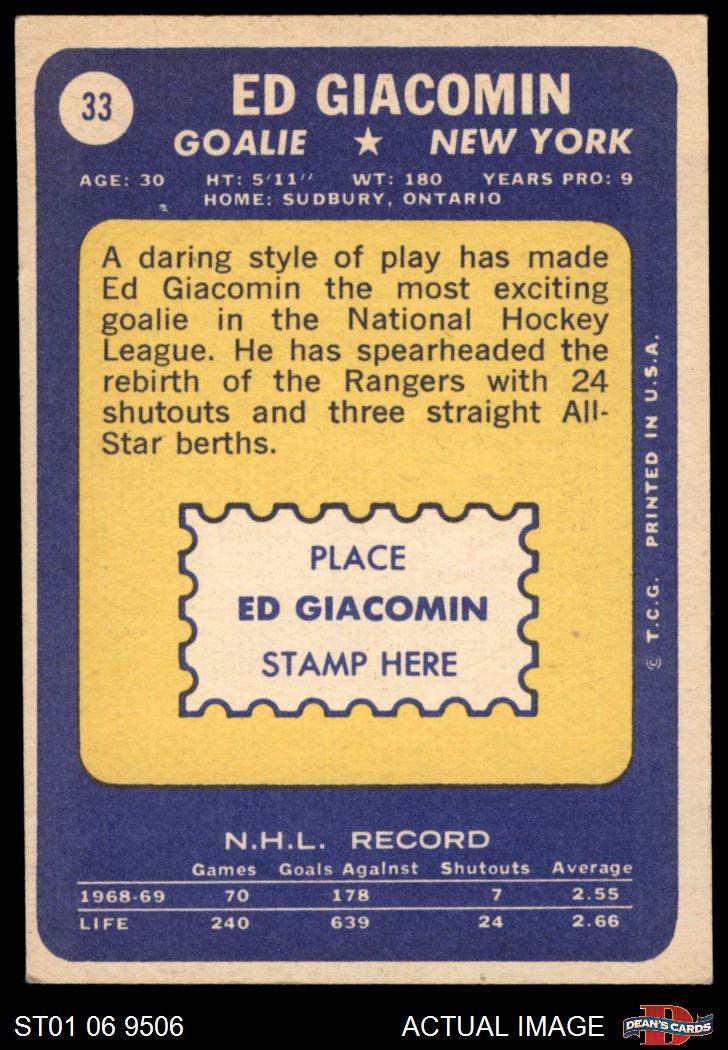 33
ED GIACOMIN
GOALIE ★ NEW YORK
AGE: 30 HT: 5'11" WT: 180 YEARS PRO: 9
HOME: SUDBURY, ONTARIO
A daring style of play has made
Ed Giacomin the most exciting
goalie in the National Hockey
League. He has spearheaded the
rebirth of the Rangers with 24
shutouts and three straight All-
Star berths.
PLACE
ED GIACOMIN
STAMP HERE
© T.C.G. PRINTED IN U.S.A.
N.H.L. RECORD
Games Goals Against Shutouts Average
1968-69 70 178 7 2.55
LIFE 240 639 24 2.66
ST01 06 9506 ACTUAL IMAGE
D
DEAN'S CARDS